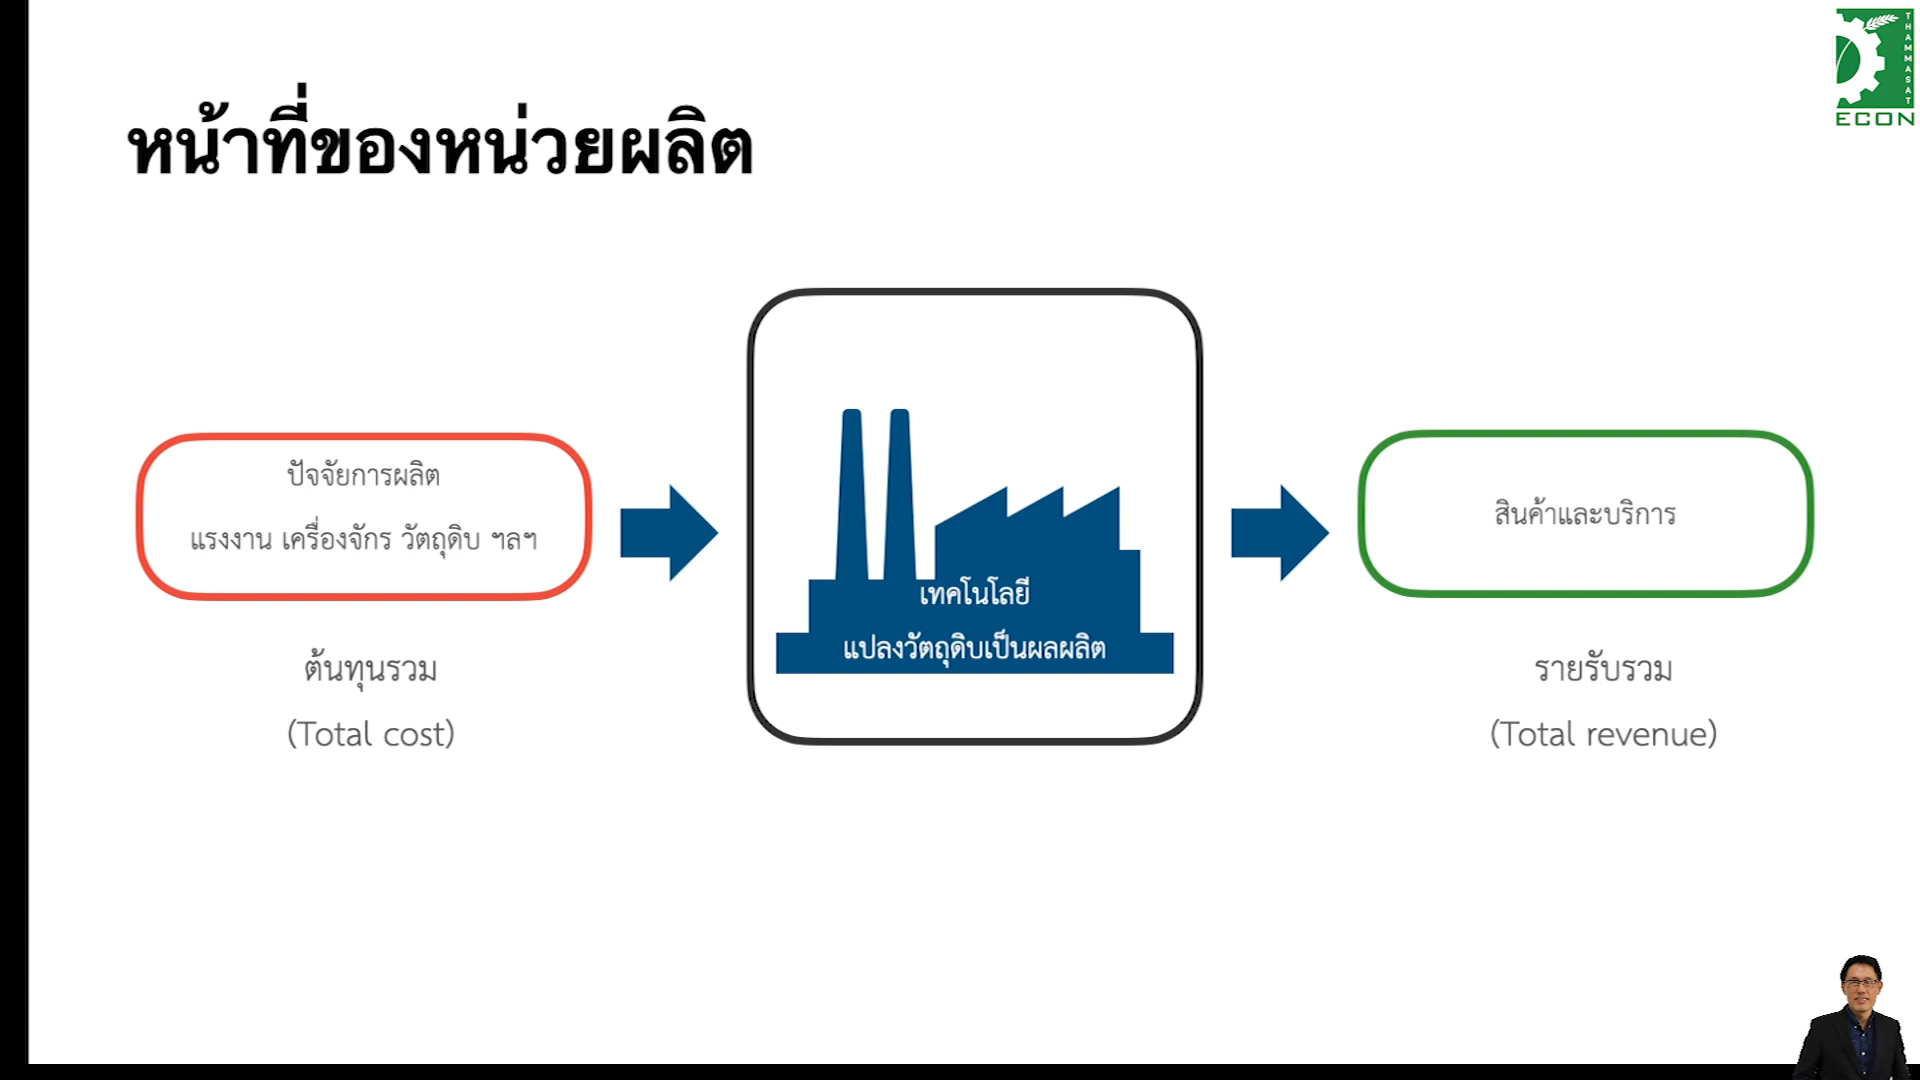 THAMMASAT
ECON
หน้าที่ของหน่วยผลิต
ปัจจัยการผลิต
แรงงาน เครื่องจักร วัตถุดิบ ฯลฯ
ต้นทุนรวม
(Total cost)
เทคโนโลยี
แปลงวัตถุดิบเป็นผลผลิต
สินค้าและบริการ
รายรับรวม
(Total revenue)